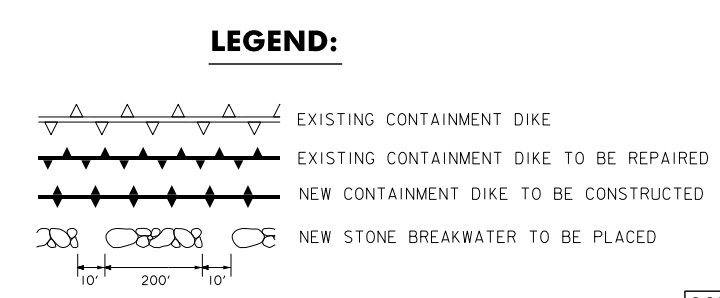 LEGEND:
EXISTING CONTAINMENT DIKE
EXISTING CONTAINMENT DIKE TO BE REPAIRED
NEW CONTAINMENT DIKE TO BE CONSTRUCTED
NEW STONE BREAKWATER TO BE PLACED
10' 200' 10'